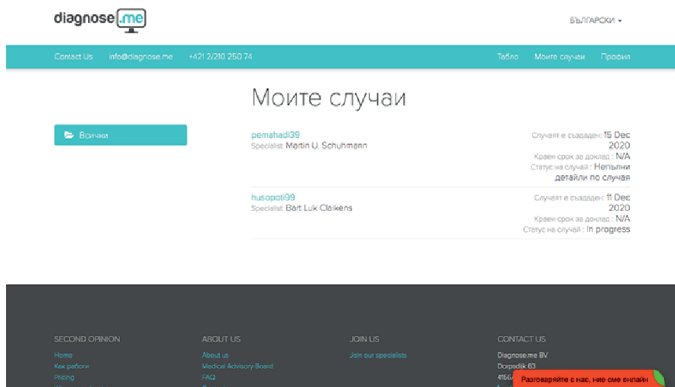 diagnose.me
БЪЛГАРСКИ
Contact Us info@diagnose.me +421 2/210 250 74
Табло Моите случаи Профил
Моите случаи
Всички
pemahadi39
Specialist: Martin U. Schuhmann
Случаят е създаден: 15 Dec
2020
Краен срок за доклад : N/A
Статус на случай : Непълни
детайли по случая
husopoti99
Specialist: Bart Luk Claikens
Случаят е създаден: 11 Dec
2020
Краен срок за доклад : N/A
Статус на случай : In progress
SECOND OPINION
Home
Как работи
Pricing
ABOUT US
About us
Medical Advisory Board
FAQ
JOIN US
Join our specialists
CONTACT US
Diagnose.me BV
Dorpsdijk 63
Разговаряйте с нас, ние сме онлайн